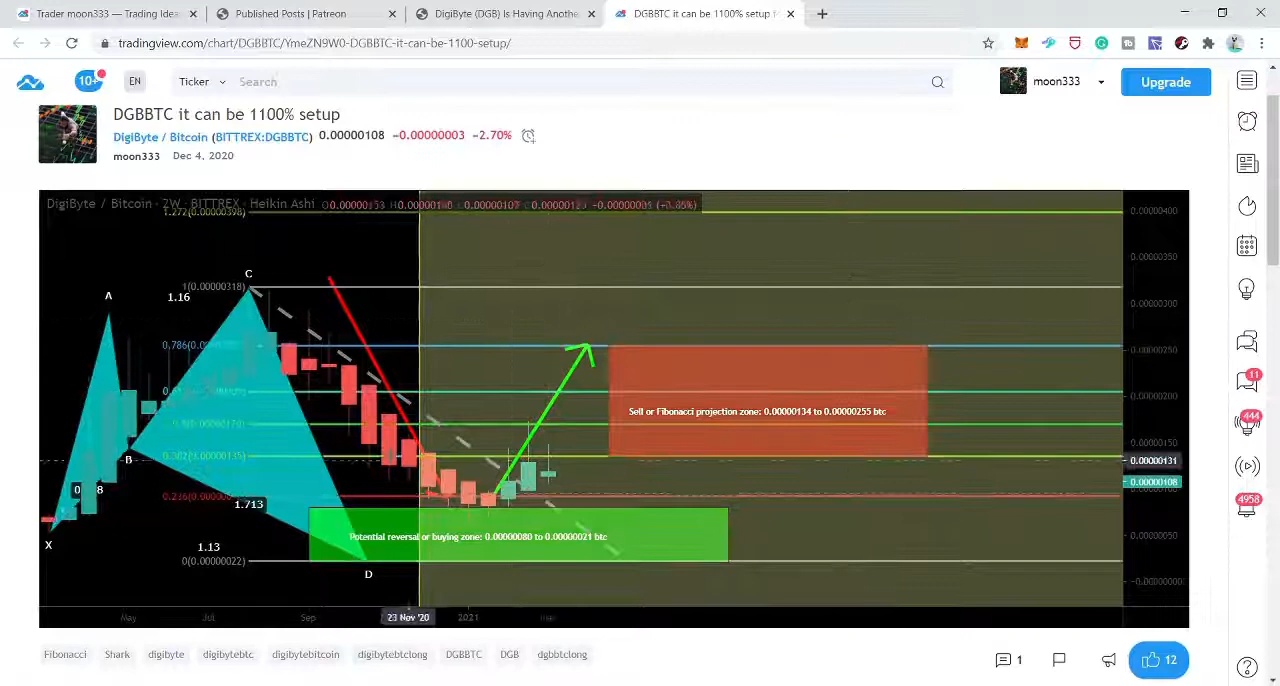 Trader moon333 — Trading Idea
Published Posts | Patreon
DigiByte (DGB) Is Having Anothe
DGBBTC it can be 1100% setup f
tradingview.com/chart/DGBBTC/YmeZN9W0-DGBBTC-it-can-be-1100-setup/
10+ EN Ticker Search moon333 Upgrade
DGBBTC it can be 1100% setup
DigiByte / Bitcoin (BITTREX:DGBBTC) 0.00000108 −0.00000003 −2.70%
moon333 Dec 4, 2020
DigiByte / Bitcoin · 2W · BITTREX · Heikin Ashi
1.272(0.00000398) 0.00000400
0.00000350
C
1(0.00000318)
A 1.16 0.00000300
0.786(0.
0.00000250
0.00000200
Sell or Fibonacci projection zone: 0.00000134 to 0.00000255 btc
0.00000150
B
0.00000131
0.00000108
0.236(0.00000
1.713
Potential reversal or buying zone: 0.00000080 to 0.00000021 btc
0.00000050
X 1.13
0(0.00000022)
D
May Jul Sep 23 Nov '20 2021
Fibonacci Shark digibyte digibytebtc digibytebitcoin digibytebtclong DGBBTC DGB dgbbtclong
1 12
11
444
4958